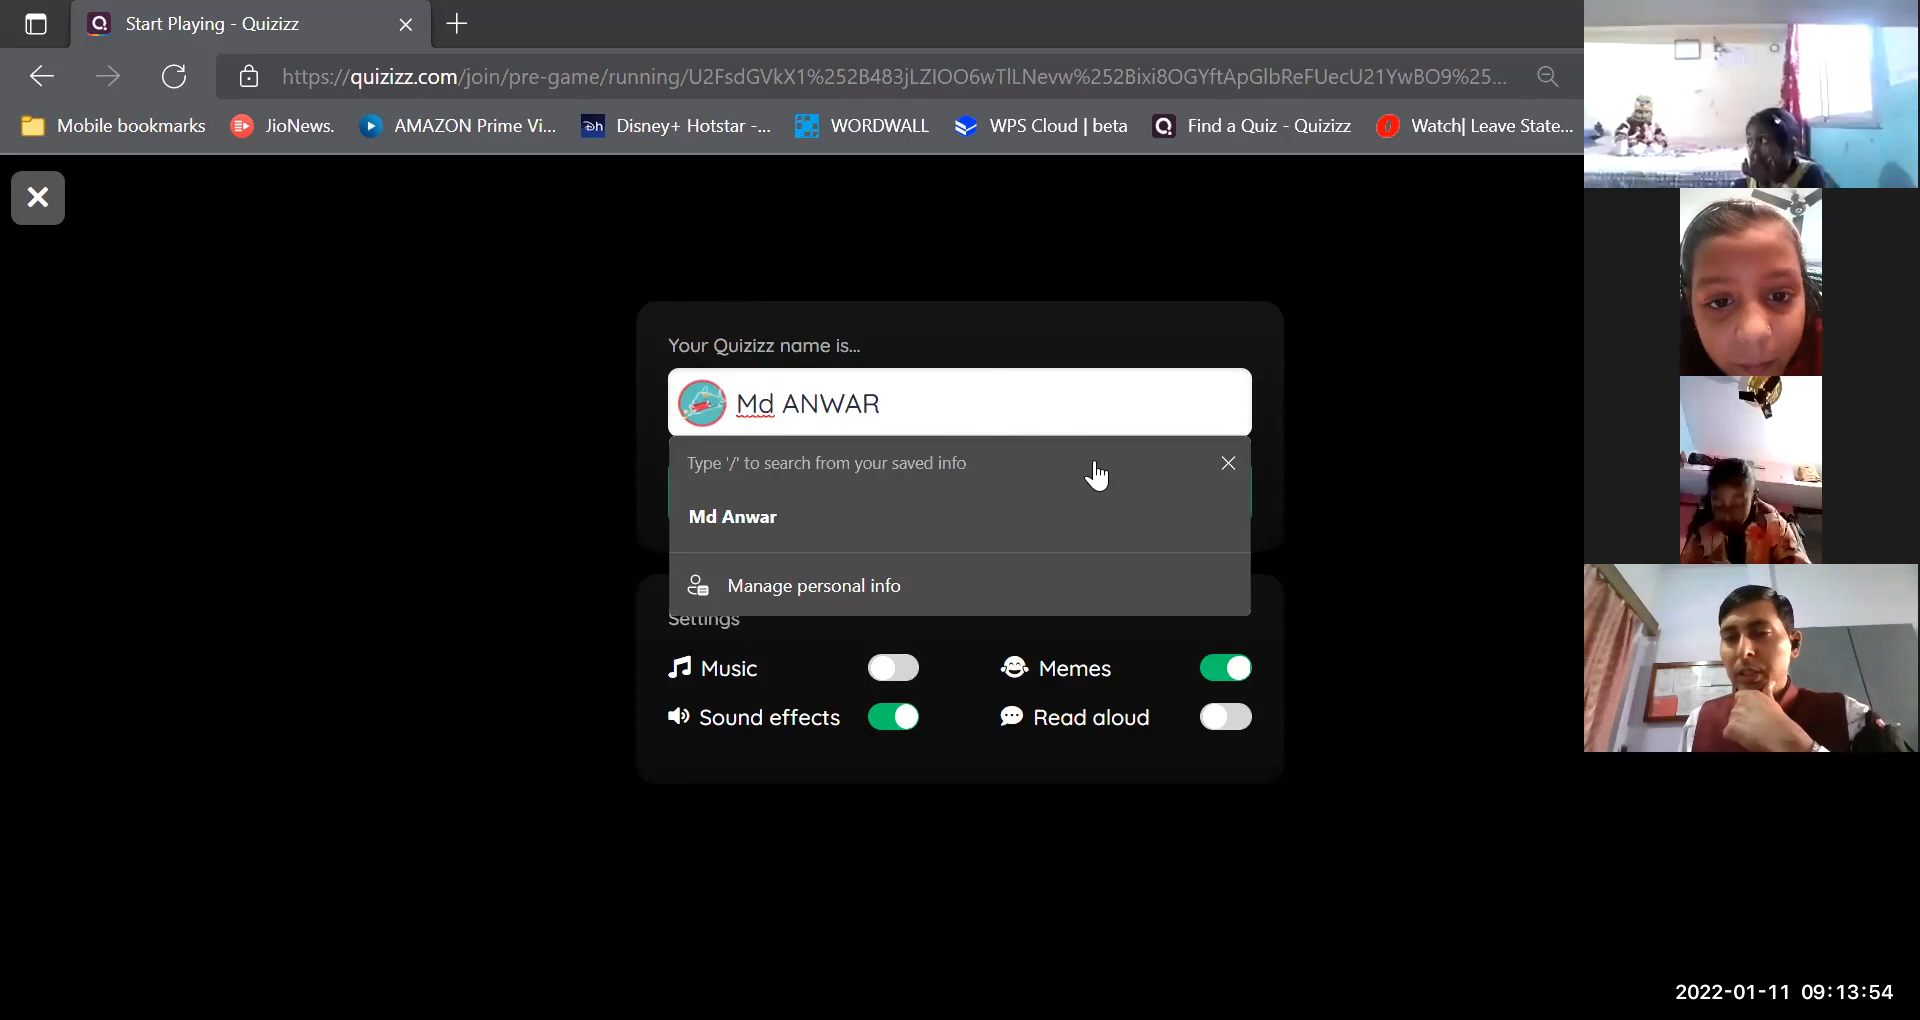 Start Playing - Quizizz
https://quizizz.com/join/pre-game/running/U2FsdGVkX1%252B483jLZIOO6wTlLNevw%252Bixi8OGYftApGlbReFUecU21YwBO9%25...
Mobile bookmarks JioNews. AMAZON Prime Vi... Disney+ Hotstar -... WORDWALL WPS Cloud | beta Find a Quiz - Quizizz Watch| Leave State...
Your Quizizz name is...
Md ANWAR
Type '/' to search from your saved info
Md Anwar
Manage personal info
Settings
Music Memes
Sound effects Read aloud
2022-01-11 09:13:54